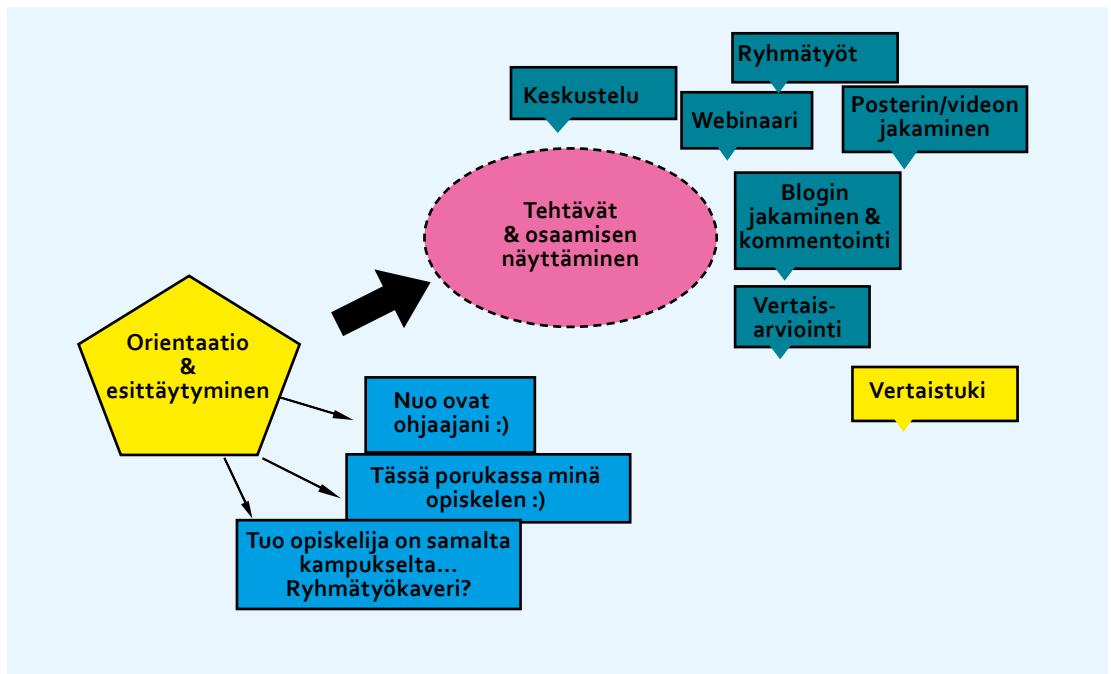 Ryhmätyöt
Keskustelu
Webinaari
Posterin/videon
jakaminen
Tehtävät
& osaamisen
näyttäminen
Blogin
jakaminen &
kommentointi
Vertais-
arviointi
Vertaistuki
Orientaatio
&
esittäytyminen
Nuo ovat
ohjaajani :)
Tässä porukassa minä
opiskelen :)
Tuo opiskelija on samalta
kampukselta...
Ryhmätyökaveri?